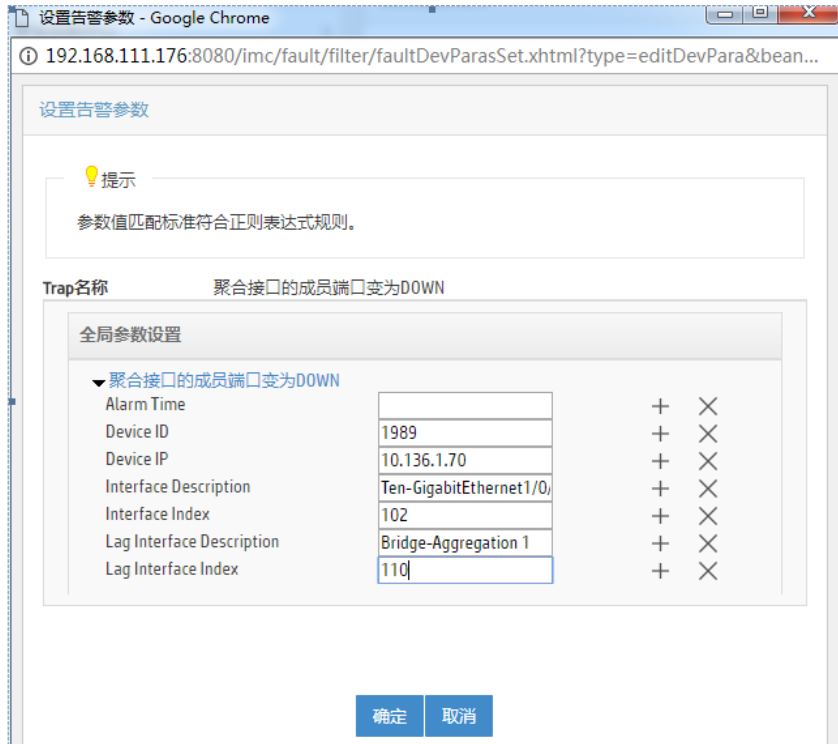 设置告警参数 - Google Chrome
192.168.111.176:8080/imc/fault/filter/faultDevParasSet.xhtml?type=editDevPara&bean...
设置告警参数
提示
参数值匹配标准符合正则表达式规则。
Trap名称 聚合接口的成员端口变为DOWN
全局参数设置
聚合接口的成员端口变为DOWN
Alarm Time
Device ID 1989
Device IP 10.136.1.70
Interface Description Ten-GigabitEthernet1/0/
Interface Index 102
Lag Interface Description Bridge-Aggregation 1
Lag Interface Index 110
确定 取消